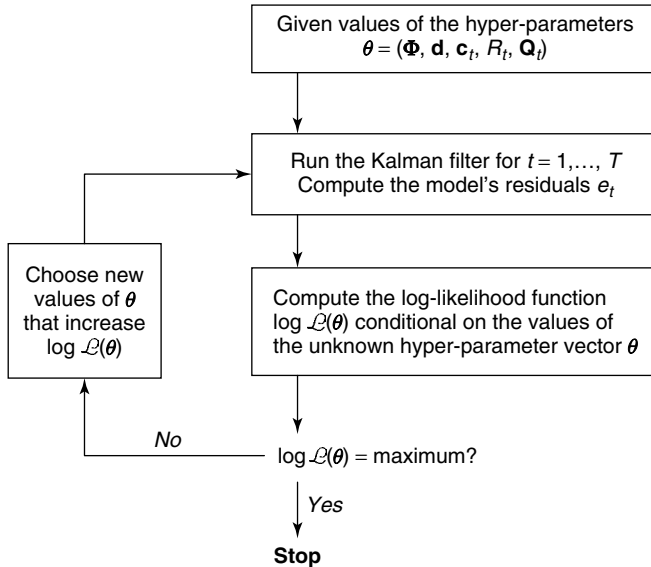 Given values of the hyper-parameters
θ = (Φ, d, c_t, R_t, Q_t)
Run the Kalman filter for t = 1,..., T
Compute the model's residuals e_t
Choose new
values of θ
that increase
log ℒ(θ)
Compute the log-likelihood function
log ℒ(θ) conditional on the values of
the unknown hyper-parameter vector θ
No
log ℒ(θ) = maximum?
Yes
Stop